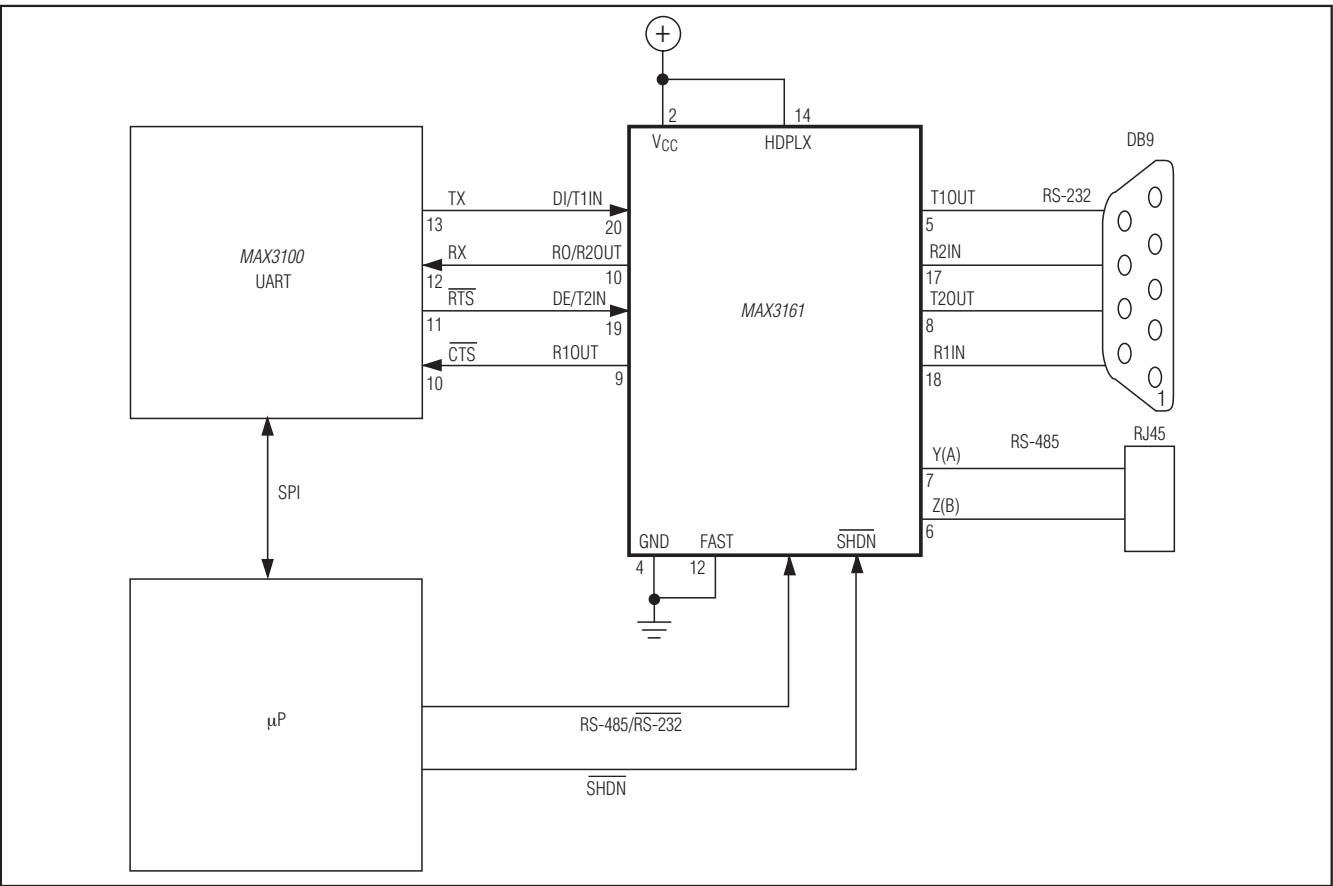 +
2 14
VCC HDPLX
DB9
TX DI/T1IN T1OUT RS-232
13 20 5
RX RO/R2OUT R2IN
12 10 17
MAX3100
UART
RTS DE/T2IN T2OUT
11 19 8
MAX3161
CTS R1OUT R1IN
10 9 18
1
RJ45
RS-485
Y(A)
7
SPI
Z(B)
6
GND FAST SHDN
4 12
μP
RS-485/RS-232
SHDN